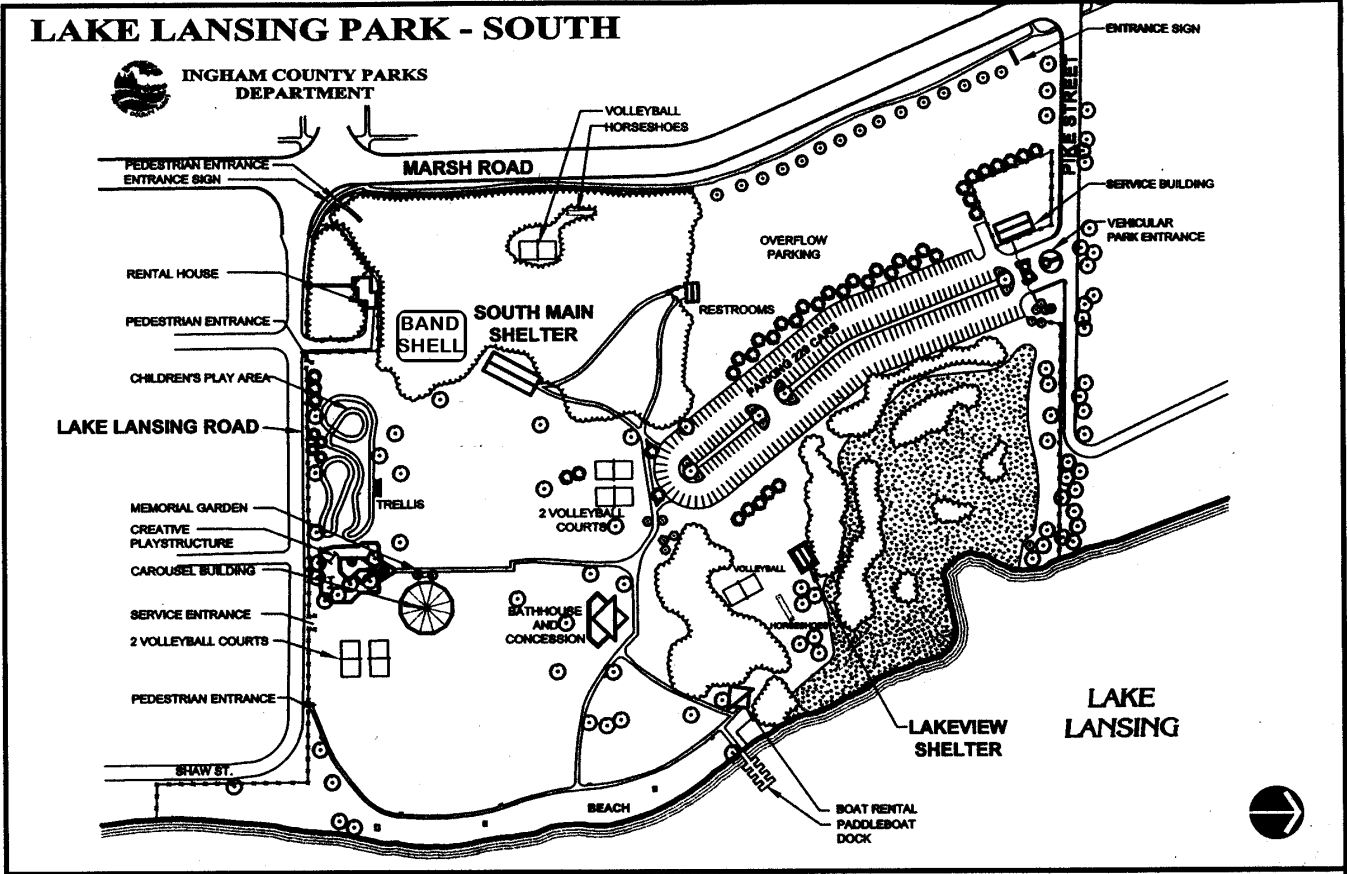 LAKE LANSING PARK - SOUTH
INGHAM COUNTY PARKS
DEPARTMENT
ENTRANCE SIGN
PIKE STREET
VOLLEYBALL
HORSESHOES
MARSH ROAD
PEDESTRIAN ENTRANCE
ENTRANCE SIGN
SERVICE BUILDING
VEHICULAR
PARK ENTRANCE
OVERFLOW
PARKING
RENTAL HOUSE
PEDESTRIAN ENTRANCE
BAND
SHELL
SOUTH MAIN
SHELTER
RESTROOMS
PARKING 220 CARS
CHILDREN'S PLAY AREA
LAKE LANSING ROAD
TRELLIS
MEMORIAL GARDEN
CREATIVE
PLAYSTRUCTURE
CAROUSEL BUILDING
2 VOLLEYBALL
COURTS
VOLLEYBALL
HORSESHOES
BATHHOUSE
AND
CONCESSION
SERVICE ENTRANCE
2 VOLLEYBALL COURTS
PEDESTRIAN ENTRANCE
LAKEVIEW
SHELTER
LAKE
LANSING
SHAW ST.
BEACH
BOAT RENTAL
PADDLEBOAT
DOCK